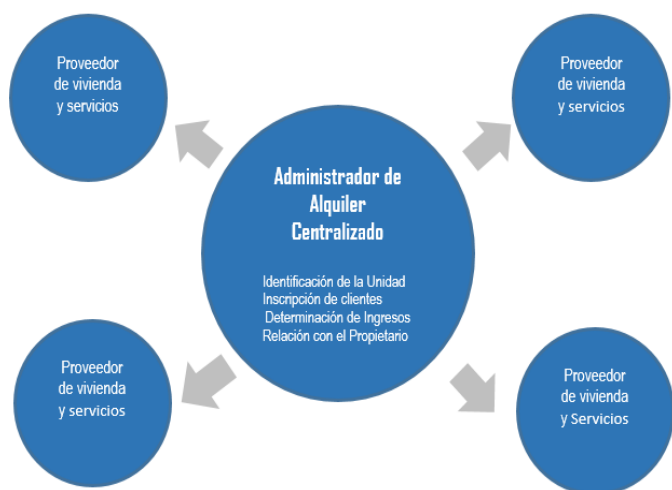 Proveedor
de vivienda
y servicios
Proveedor
de vivienda
y servicios
Administrador de
Alquiler
Centralizado
Identificación de la Unidad
Inscripción de clientes
Determinación de Ingresos
Relación con el Propietario
Proveedor
de vivienda
y servicios
Proveedor
de vivienda
y Servicios